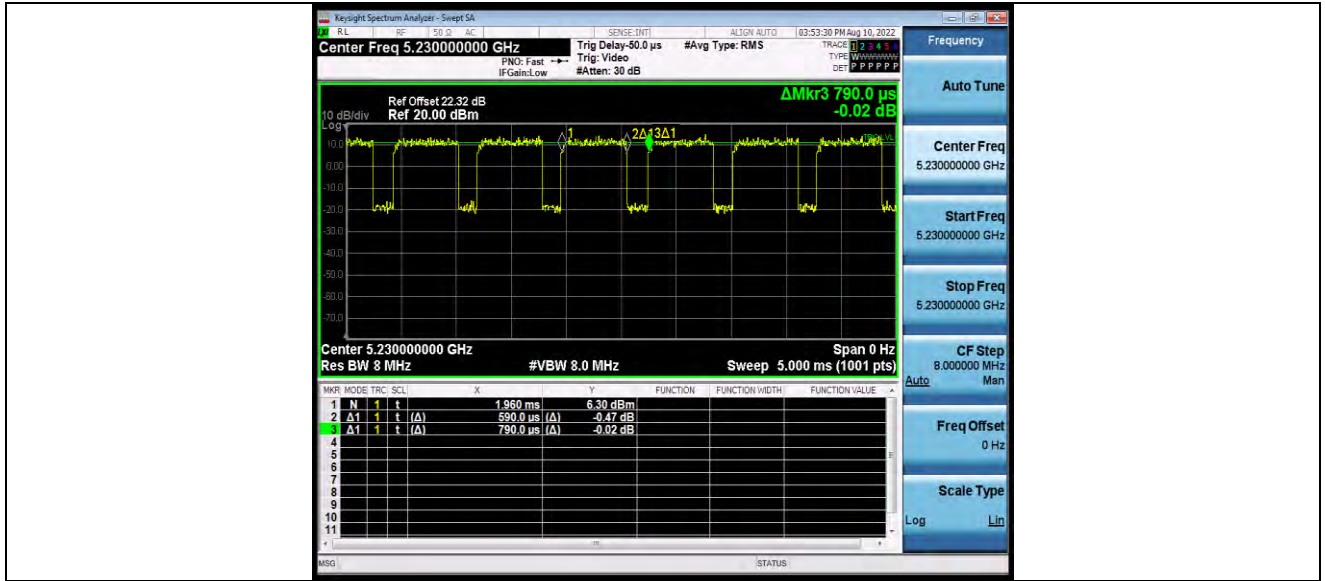 Keysight Spectrum Analyzer - Swept SA
RL RF 50 Ω AC SENSE:INT ALIGN AUTO 03:53:30 PM Aug 10, 2022
Center Freq 5.230000000 GHz
Trig Delay-50.0 µs #Avg Type: RMS
TRACE 1 2 3 4 5 6
PNO: Fast Trig: Video
TYPE WWWWWW
IFGain:Low #Atten: 30 dB
DET P P P P P P
Frequency
ΔMkr3 790.0 µs
-0.02 dB
Ref Offset 22.32 dB
10 dB/div Ref 20.00 dBm
Log
10.0
0.00
-10.0
-20.0
-30.0
-40.0
-50.0
-60.0
-70.0
1 2Δ1 3Δ1
TRIG LVL
Center 5.230000000 GHz Span 0 Hz
Res BW 8 MHz #VBW 8.0 MHz Sweep 5.000 ms (1001 pts)
MKR MODE TRC SCL X Y FUNCTION FUNCTION WIDTH FUNCTION VALUE
1 N 1 t 1.960 ms 6.30 dBm
2 Δ1 1 t (Δ) 590.0 µs (Δ) -0.47 dB
3 Δ1 1 t (Δ) 790.0 µs (Δ) -0.02 dB
4
5
6
7
8
9
10
11
MSG STATUS
Auto Tune
Center Freq
5.230000000 GHz
Start Freq
5.230000000 GHz
Stop Freq
5.230000000 GHz
CF Step
8.000000 MHz
Auto Man
Freq Offset
0 Hz
Scale Type
Log Lin